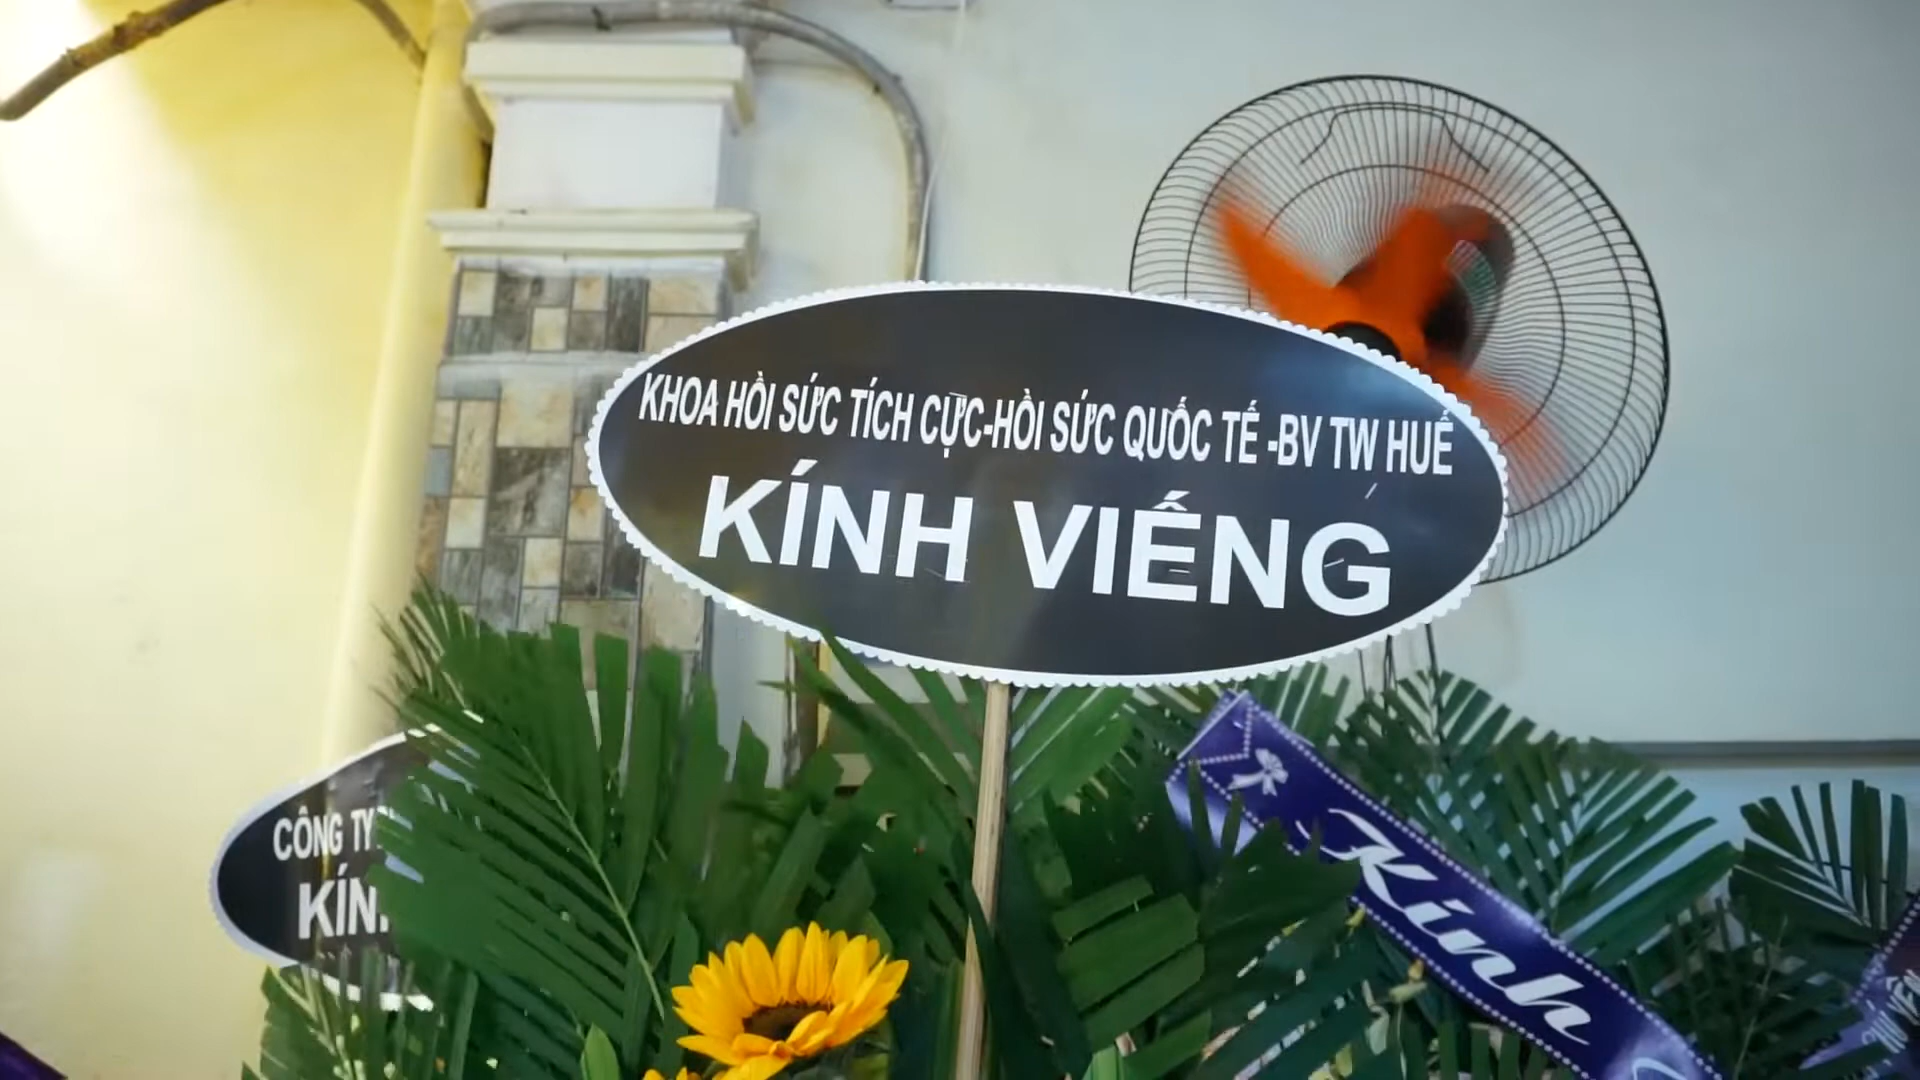 KHOA HỒI SỨC TÍCH CỰC-HỒI SỨC QUỐC TẾ -BV TW HUẾ
KÍNH VIẾNG
CÔNG TY
Kính